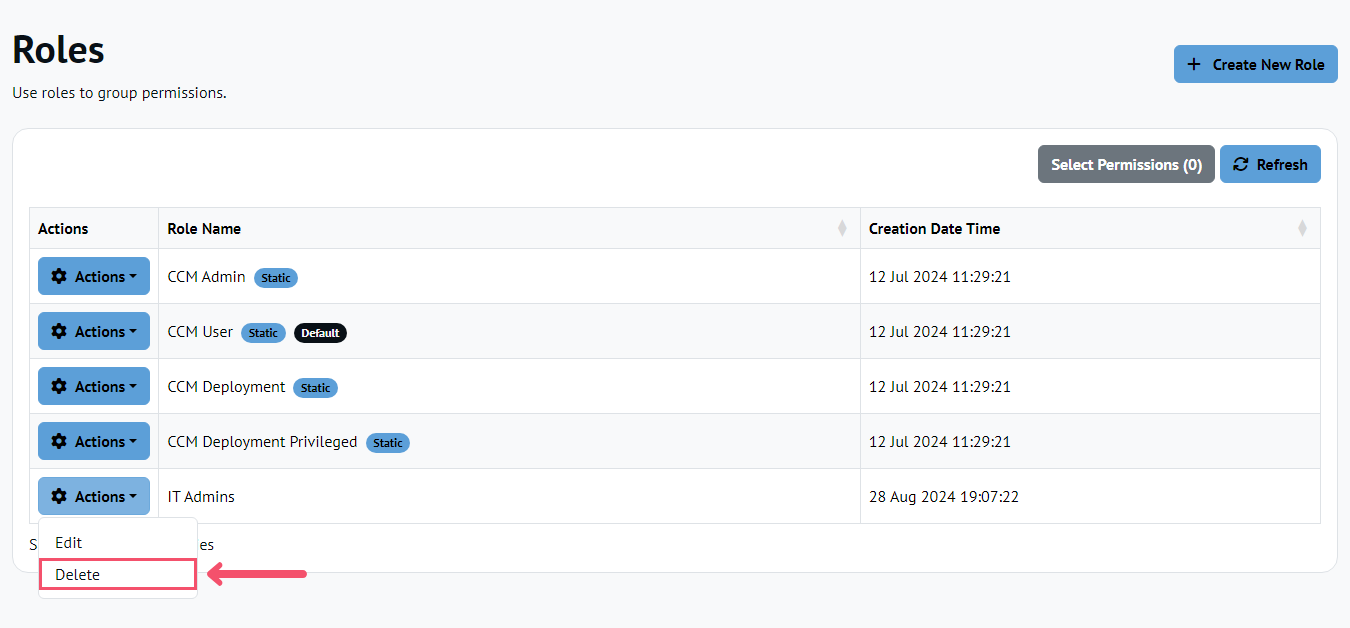 Roles
Use roles to group permissions.
Create New Role
Select Permissions (0)
Refresh
Actions Role Name Creation Date Time
Actions CCM Admin Static 12 Jul 2024 11:29:21
Actions CCM User Static Default 12 Jul 2024 11:29:21
Actions CCM Deployment Static 12 Jul 2024 11:29:21
Actions CCM Deployment Privileged Static 12 Jul 2024 11:29:21
Actions IT Admins 28 Aug 2024 19:07:22
Edit
Delete